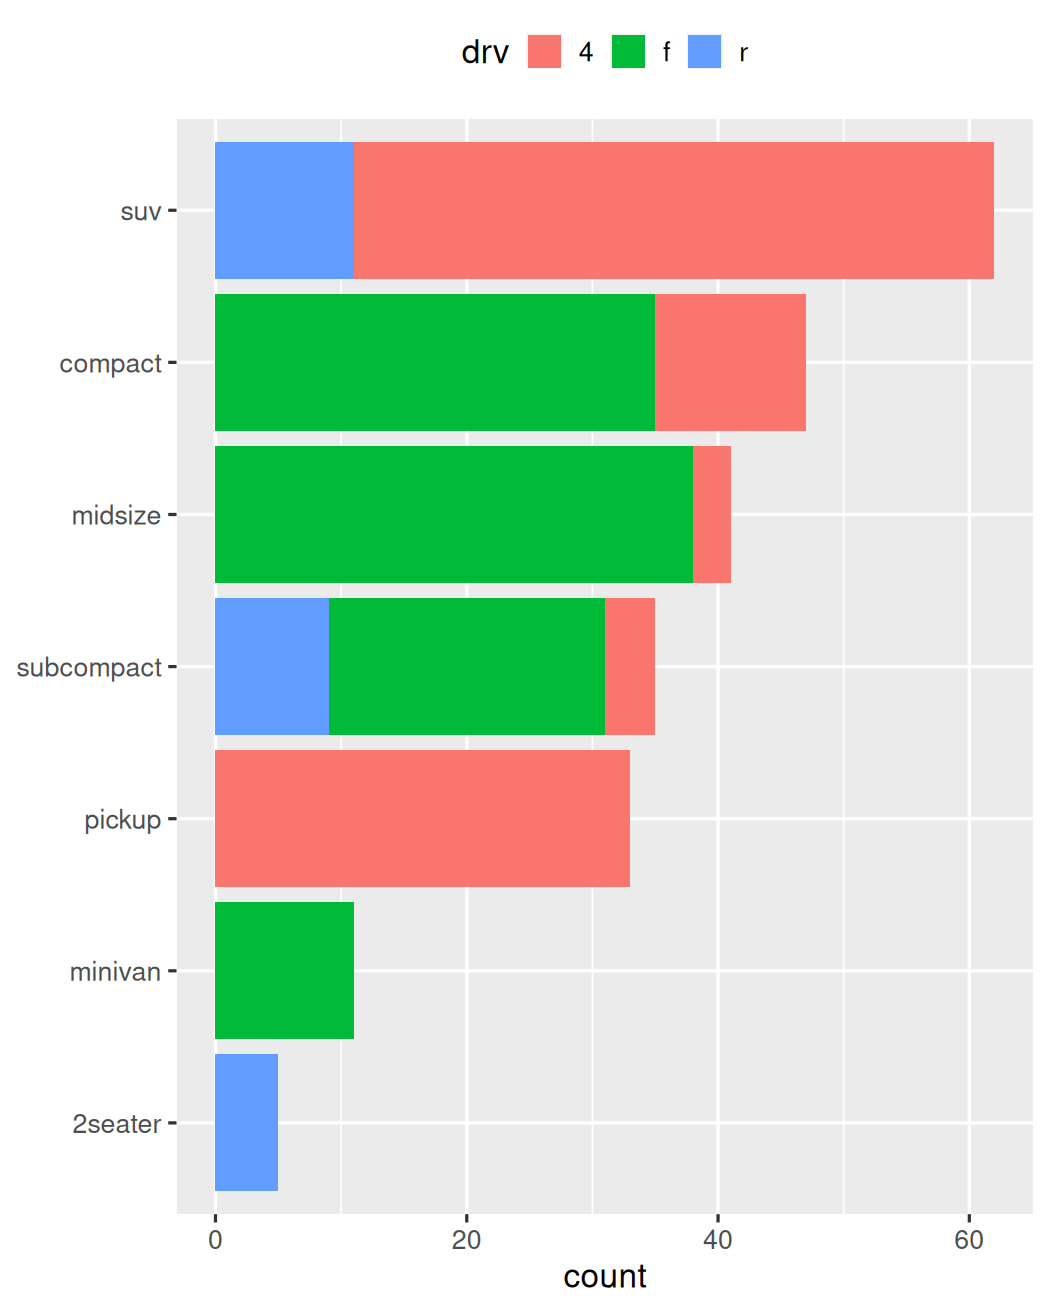 drv 4 f r
suv
compact
midsize
subcompact
pickup
minivan
2seater
0 20 40 60
count